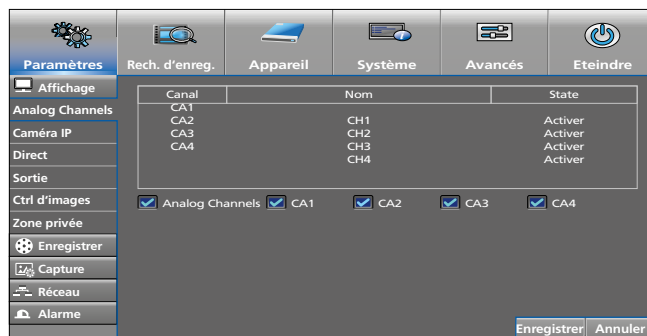 Paramètres Rech. d'enreg. Appareil Système Avancés Eteindre
Affichage
Analog Channels
Caméra IP
Direct
Sortie
Ctrl d'images
Zone privée
Enregistrer
Capture
Réceau
Alarme
Canal Nom State
CA1
CA2 CH1 Activer
CA3 CH2 Activer
CA4 CH3 Activer
CH4 Activer
Analog Channels CA1 CA2 CA3 CA4
Enregistrer Annuler